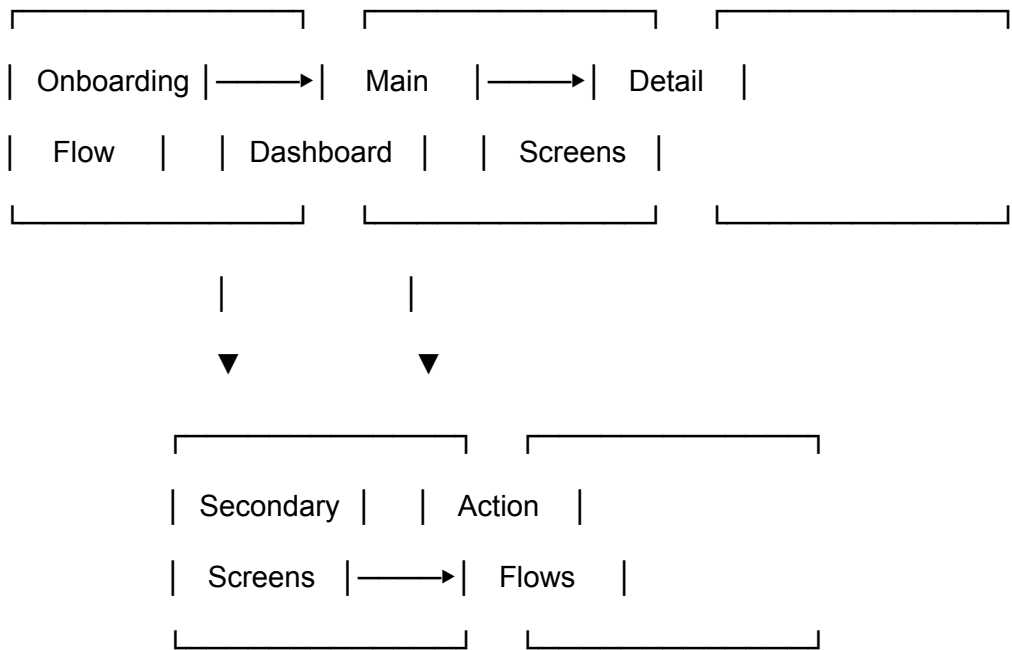 ┌─────────────────┐ ┌─────────────────┐ ┌─────────────────┐
│ Onboarding │─────▶│ Main │─────▶│ Detail │
│ Flow │ │ Dashboard │ │ Screens │
└─────────────────┘ └─────────────────┘ └─────────────────┘
│ │
▼ ▼
┌─────────────────┐ ┌─────────────────┐
│ Secondary │ │ Action │
│ Screens │─────▶│ Flows │
└─────────────────┘ └─────────────────┘